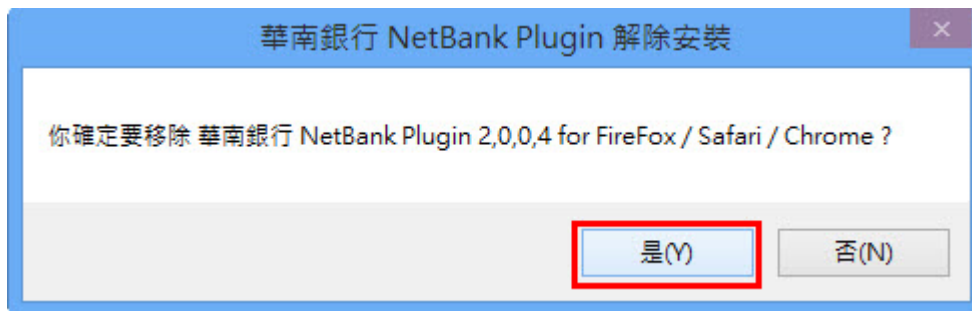 華南銀行 NetBank Plugin 解除安裝
你確定要移除 華南銀行 NetBank Plugin 2,0,0,4 for FireFox / Safari / Chrome ?
是(Y)
否(N)